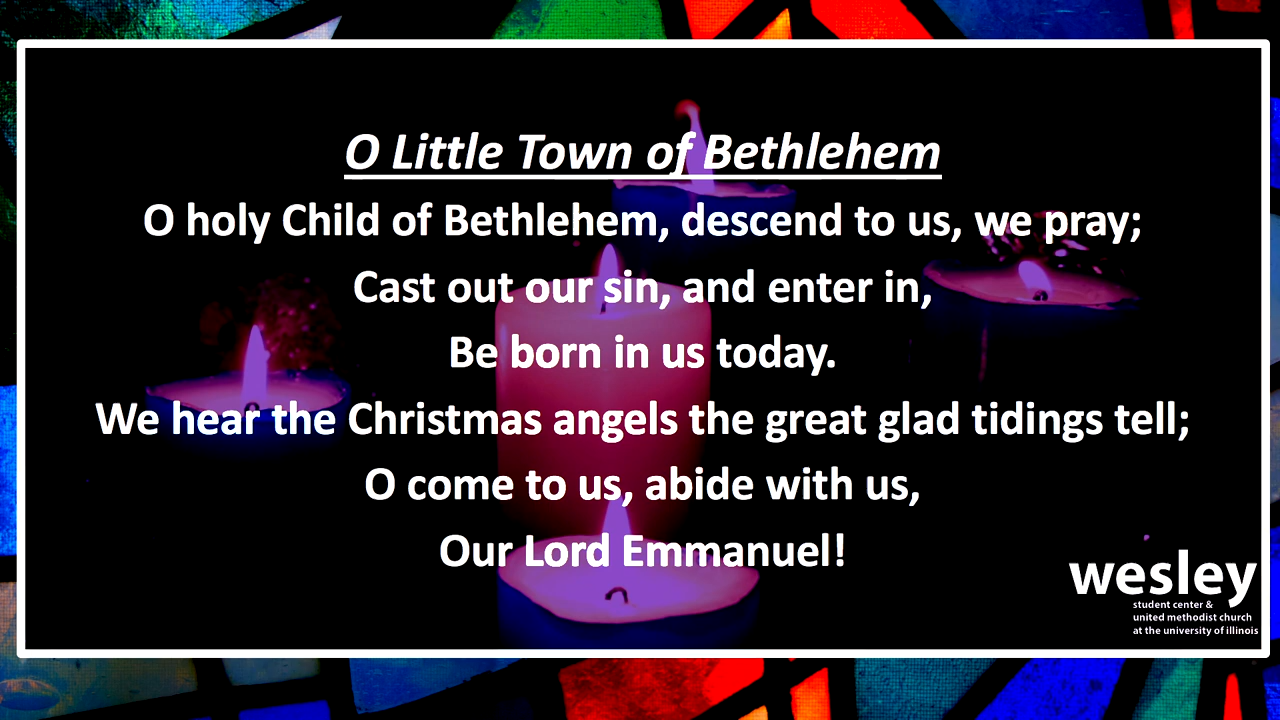 O Little Town of Bethlehem
O holy Child of Bethlehem, descend to us, we pray;
Cast out our sin, and enter in,
Be born in us today.
We hear the Christmas angels the great glad tidings tell;
O come to us, abide with us,
Our Lord Emmanuel!
wesley
student center &
united methodist church
at the university of illinois